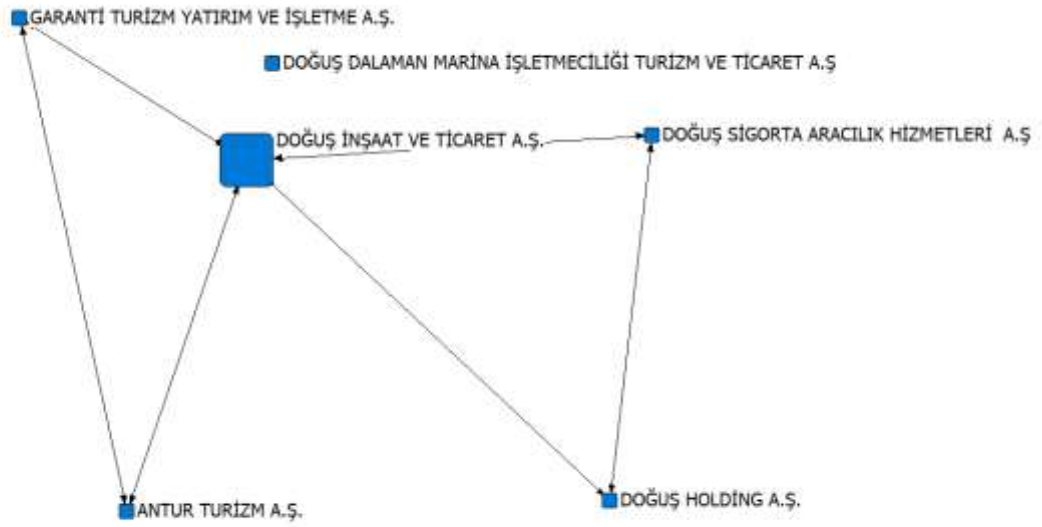 GARANTİ TURİZM YATIRIM VE İŞLETME A.Ş.
DOĞUŞ DALAMAN MARİNA İŞLETMECİLİĞİ TURİZM VE TİCARET A.Ş
DOĞUŞ İNŞAAT VE TİCARET A.Ş.
DOĞUŞ SİGORTA ARACILIK HİZMETLERİ A.Ş
ANTUR TURİZM A.Ş.
DOĞUŞ HOLDİNG A.Ş.